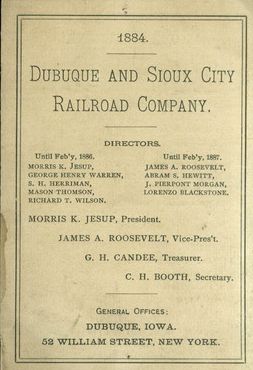 1884.
DUBUQUE AND SIOUX CITY
RAILROAD COMPANY.
DIRECTORS.
Until Feb'y, 1886.
MORRIS K. JESUP,
GEORGE HENRY WARREN,
S. H. HERRIMAN,
MASON THOMSON,
RICHARD T. WILSON.
Until Feb'y, 1887.
JAMES A. ROOSEVELT,
ABRAM S. HEWITT,
J. PIERPONT MORGAN,
LORENZO BLACKSTONE.
MORRIS K. JESUP, President.
JAMES A. ROOSEVELT, Vice-Pres't.
G. H. CANDEE, Treasurer.
C. H. BOOTH, Secretary.
GENERAL OFFICES:
DUBUQUE, IOWA.
52 WILLIAM STREET, NEW YORK.